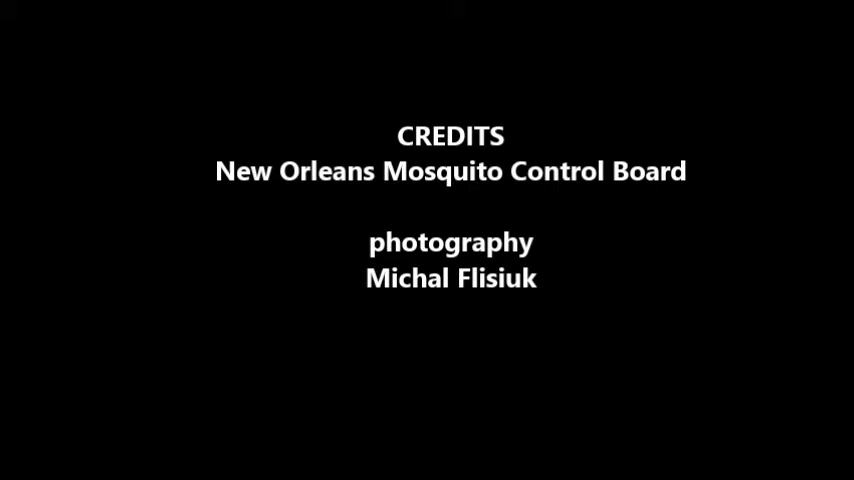 CREDITS
New Orleans Mosquito Control Board
photography
Michal Flisiuk